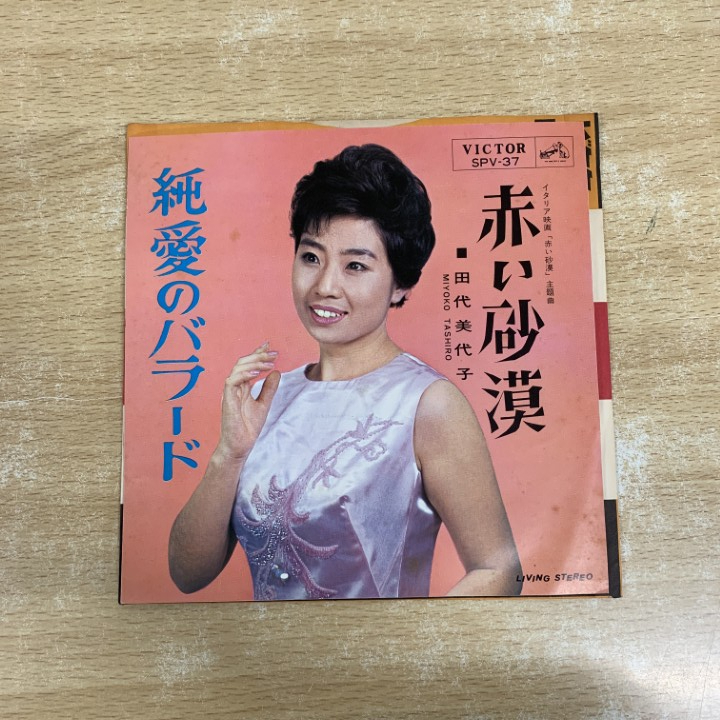 VICTOR
SPV-37
イタリア映画「赤い砂漠」主題曲
赤い砂漠
■田代美代子
MIYOKO TASHIRO
純愛のバラード
LIVING STEREO